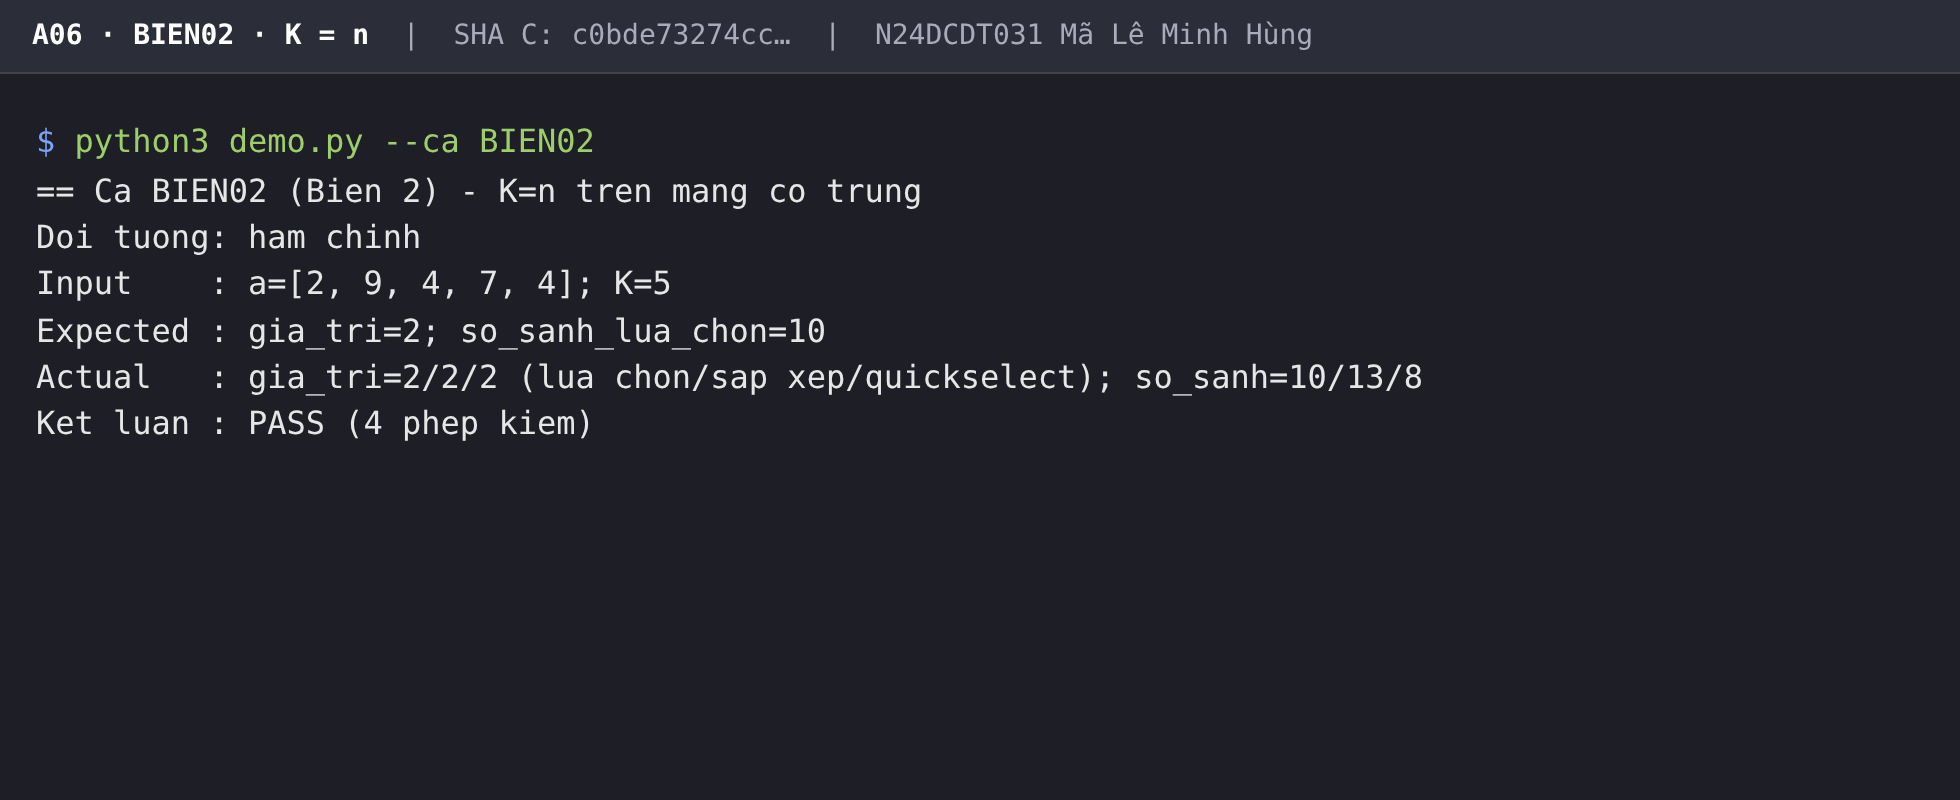 A06 · BIEN02 · K = n | SHA C: c0bde73274cc… | N24DCDT031 Mã Lê Minh Hùng
$ python3 demo.py --ca BIEN02
== Ca BIEN02 (Bien 2) - K=n tren mang co trung
Doi tuong: ham chinh
Input    : a=[2, 9, 4, 7, 4]; K=5
Expected : gia_tri=2; so_sanh_lua_chon=10
Actual   : gia_tri=2/2/2 (lua chon/sap xep/quickselect); so_sanh=10/13/8
Ket luan : PASS (4 phep kiem)